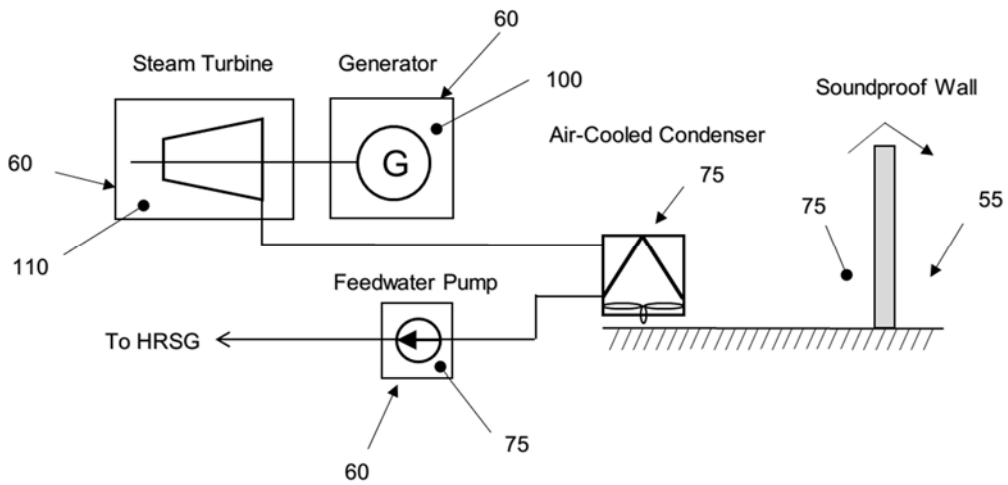 60
Steam Turbine
Generator
100
Soundproof Wall
Air-Cooled Condenser
60
G
75
75
55
110
Feedwater Pump
To HRSG
75
60